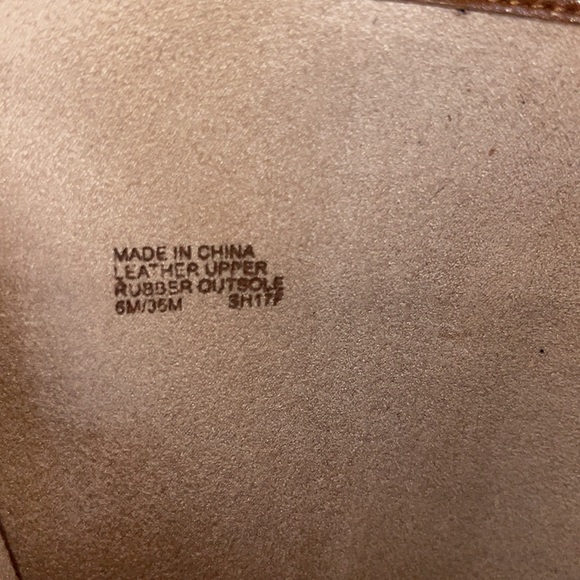 MADE IN CHINA
LEATHER UPPER
RUBBER OUTSOLE
6M/36M SH17F